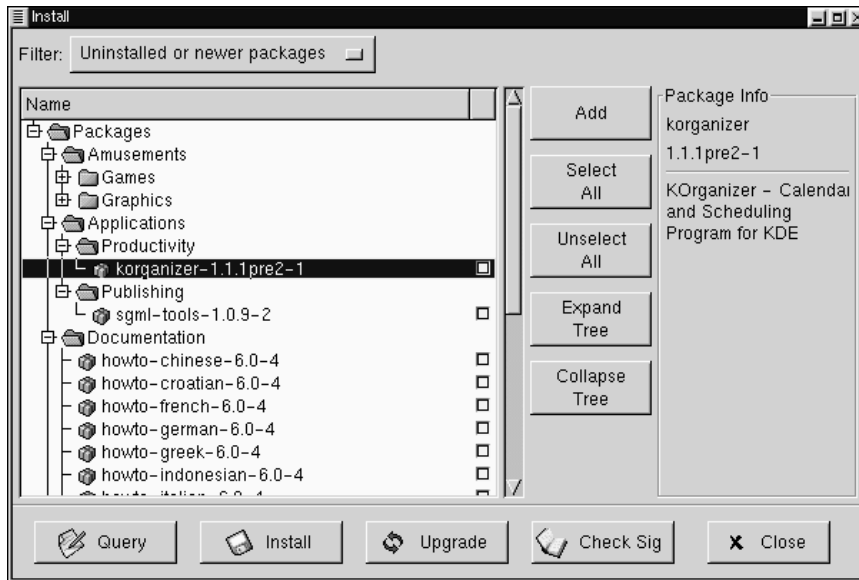 Install
Filter: Uninstalled or newer packages
Name
Packages
Amusements
Games
Graphics
Applications
Productivity
korganizer-1.1.1pre2-1
Publishing
sgml-tools-1.0.9-2
Documentation
howto-chinese-6.0-4
howto-croatian-6.0-4
howto-french-6.0-4
howto-german-6.0-4
howto-greek-6.0-4
howto-indonesian-6.0-4
Add
Select
All
Unselect
All
Expand
Tree
Collapse
Tree
Package Info
korganizer
1.1.1pre2-1
KOrganizer - Calendar
and Scheduling
Program for KDE
Query
Install
Upgrade
Check Sig
Close